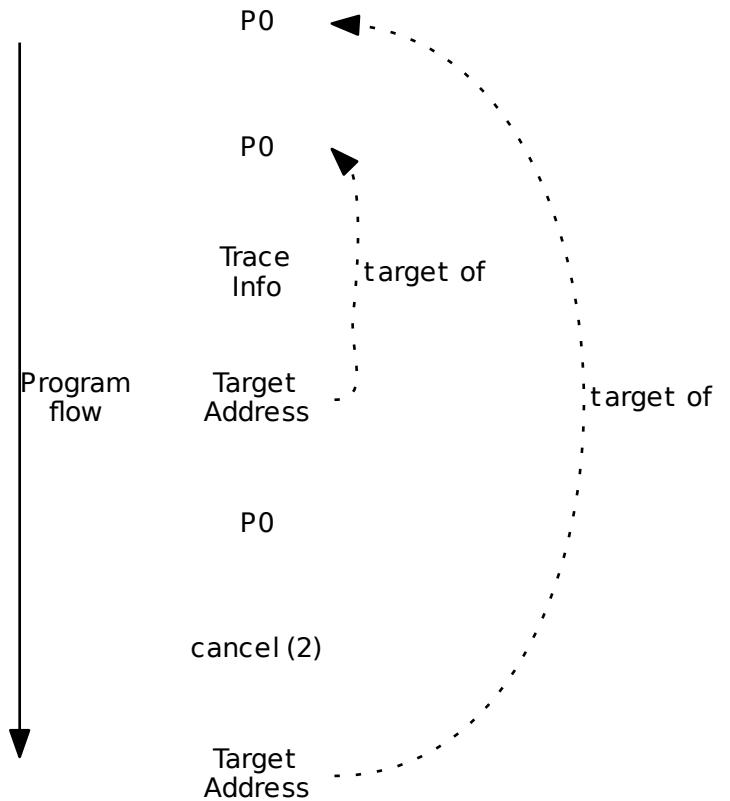 P0
P0
Trace
Info
target of
Program
flow
Target
Address
target of
P0
cancel (2)
Target
Address